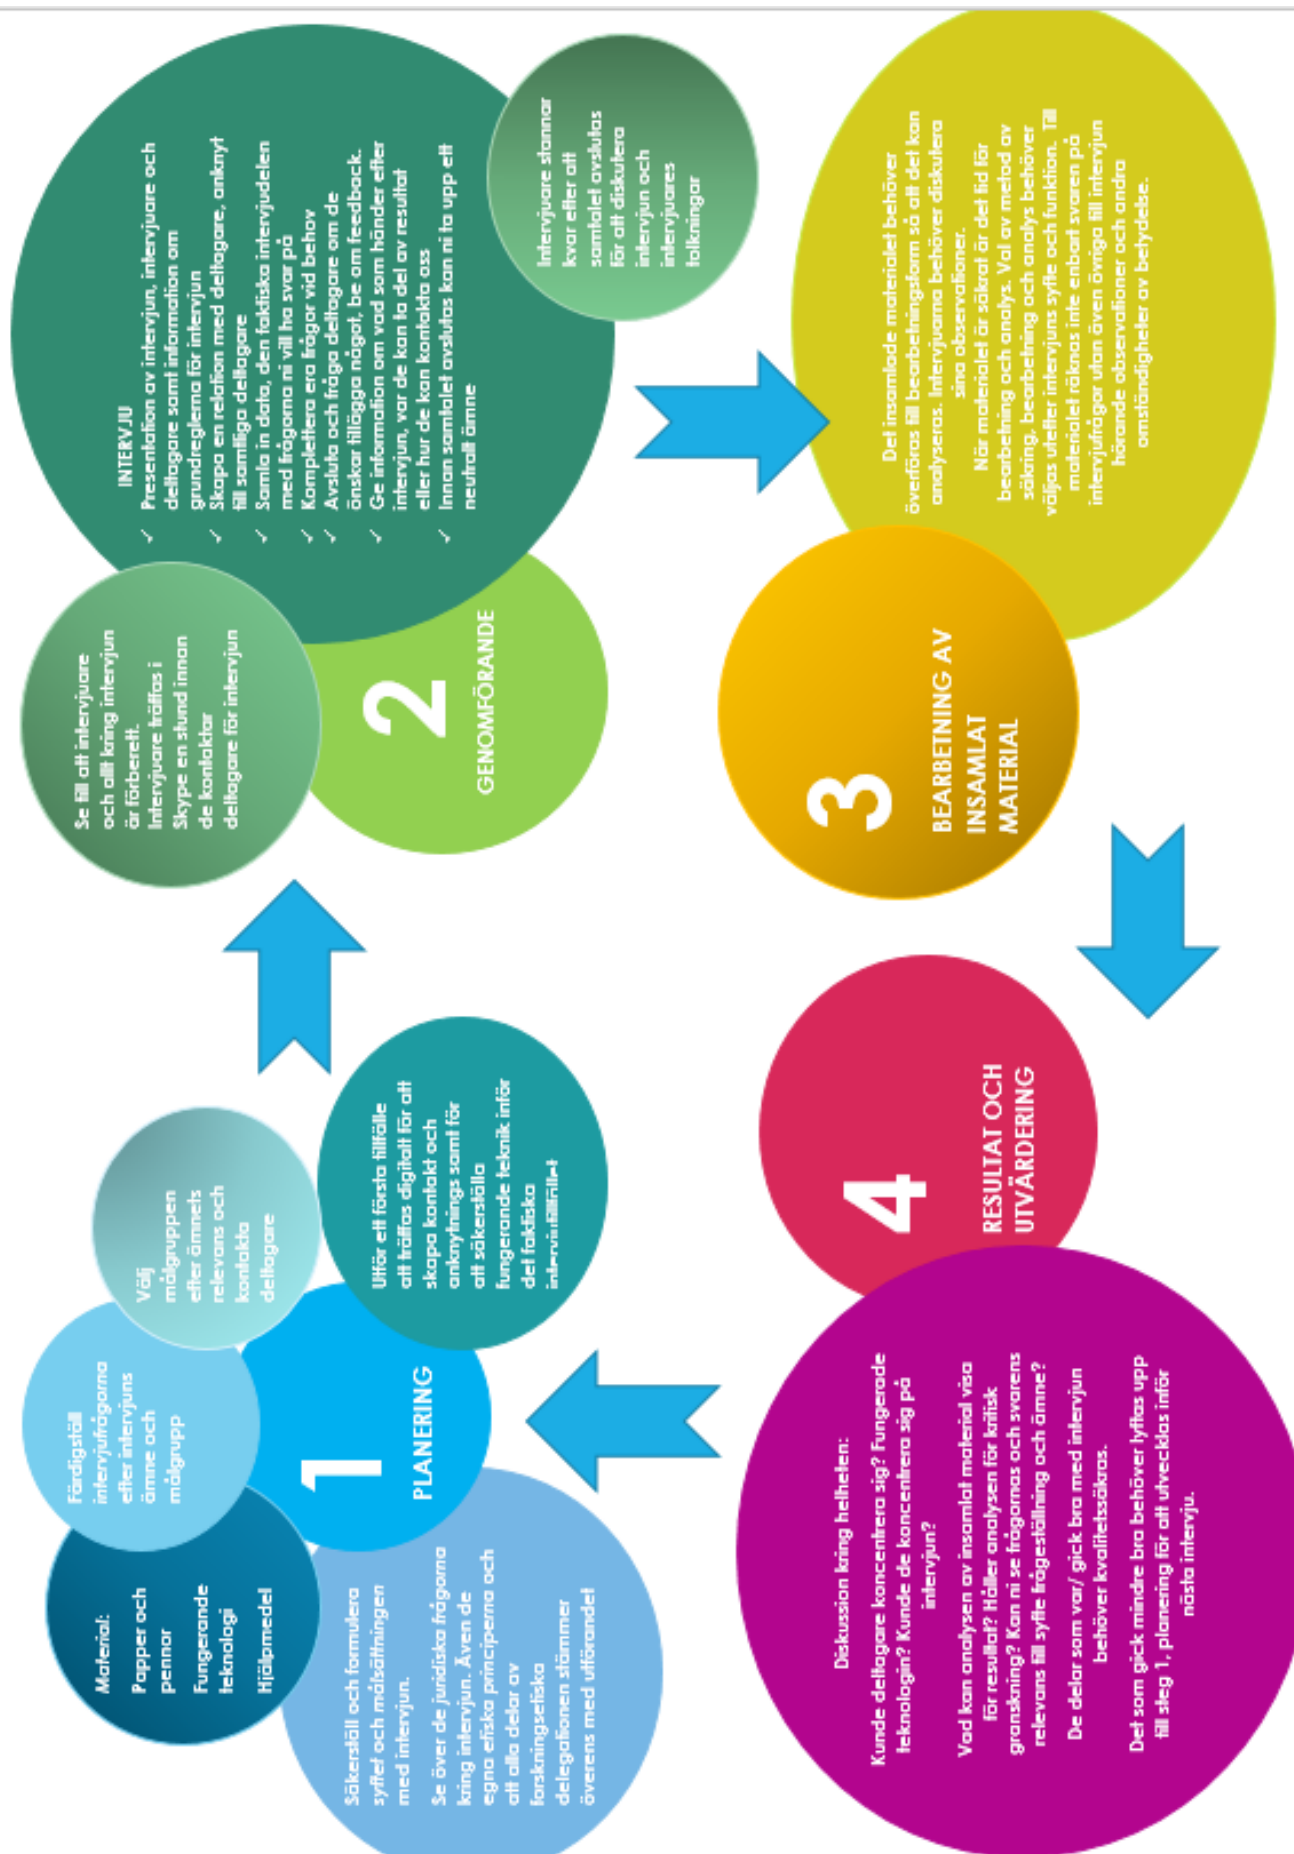 Material:
Papper och
pennor
Fungerande
teknologi
Hjälpmedel
Färdigställ
intervjufrågorna
efter intervjuns
ämne och
målgrupp
Välj
målgruppen
efter ämnets
relevans och
kontakta
deltagare
1
PLANERING
Säkerställ och formulera
syftet och målsättningen
med intervjun.
Se över de juridiska frågorna
kring intervjun. Även de
egna etiska principerna och
att alla delar av
forskningsetiska
delegationen stämmer
överens med utförandet
Utför ett första tillfälle
att träffas digitalt för att
skapa kontakt och
anknytnings samt för
att säkerställa
fungerande teknik inför
det faktiska
intervjutillfället
Se till att intervjuare
och allt kring intervjun
är förberett.
Intervjuare träffas i
Skype en stund innan
de kontaktar
deltagare för intervjun
2
GENOMFÖRANDE
INTERVJU
✓ Presentation av intervjun, intervjuare och
deltagare samt information om
grundreglerna för intervjun
✓ Skapa en relation med deltagare, anknyt
till samtliga deltagare
✓ Samla in data, den faktiska intervjudelen
med frågorna ni vill ha svar på
✓ Komplettera era frågor vid behov
✓ Avsluta och fråga deltagare om de
önskar tillägga något, be om feedback.
✓ Ge information om vad som händer efter
intervjun, var de kan ta del av resultat
eller hur de kan kontakta oss
✓ Innan samtalet avslutas kan ni ta upp ett
neutralt ämne
Intervjuare stannar
kvar efter att
samtalet avslutas
för att diskutera
intervjun och
intervjuares
tolkningar
3
BEARBETNING AV
INSAMLAT
MATERIAL
Det insamlade materialet behöver
överföras till bearbetningsform så att det kan
analyseras. Intervjuarna behöver diskutera
sina observationer.
När materialet är säkrat är det tid för
bearbetning och analys. Val av metod av
säkring, bearbetning och analys behöver
väljas utefter intervjuns syfte och funktion. Till
materialet räknas inte enbart svaren på
intervjufrågor utan även övriga till intervjun
hörande observationer och andra
omständigheter av betydelse.
4
RESULTAT OCH
UTVÄRDERING
Diskussion kring helheten:
Kunde deltagare koncentrera sig? Fungerade
teknologin? Kunde de koncentrera sig på
intervjun?
Vad kan analysen av insamlat material visa
för resultat? Håller analysen för kritisk
granskning? Kan ni se frågornas och svarens
relevans till syfte frågeställning och ämne?
De delar som var/ gick bra med intervjun
behöver kvalitetssäkras.
Det som gick mindre bra behöver lyftas upp
till steg 1, planering för att utvecklas inför
nästa intervju.